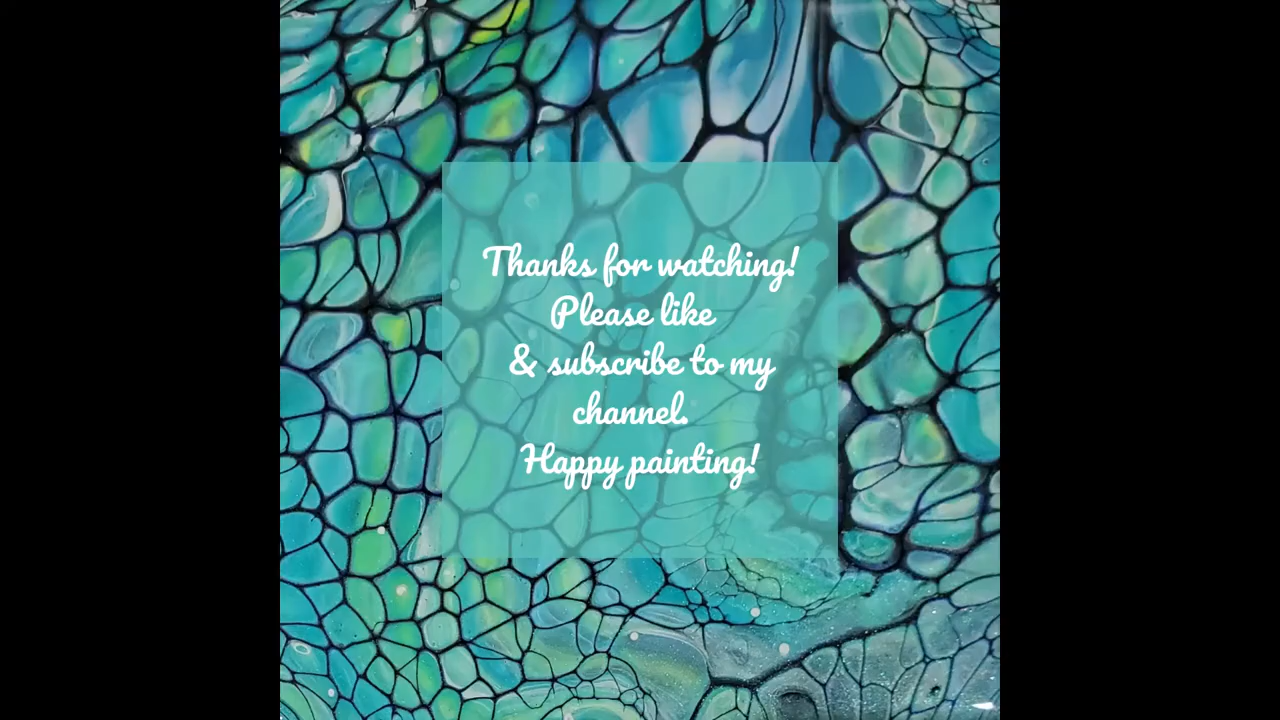 Thanks for watching!
Please like
& subscribe to my
channel.
Happy painting!